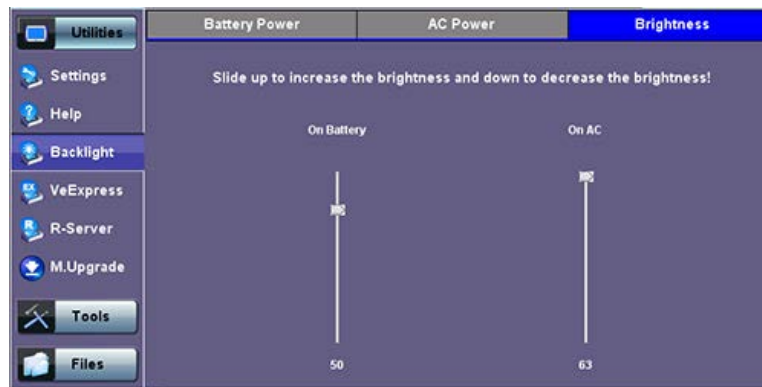 Utilities
Settings
Help
Backlight
VeExpress
R-Server
M.Upgrade
Tools
Files
Battery Power
AC Power
Brightness
Slide up to increase the brightness and down to decrease the brightness!
On Battery
On AC
50
63